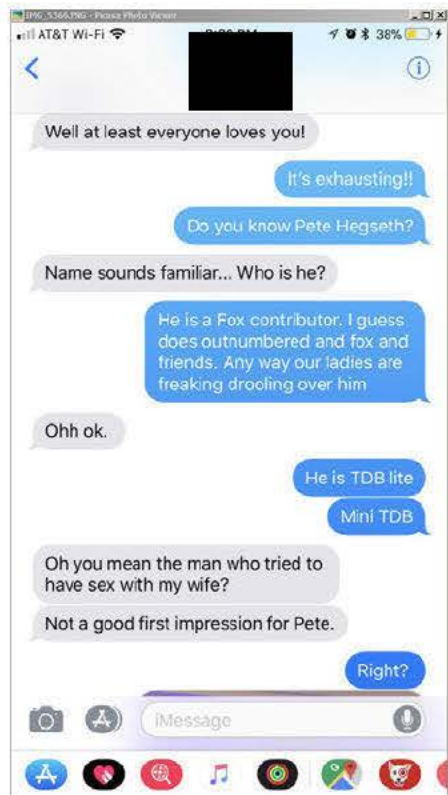 IMG_5366.PNG - Picasa Photo Viewer
AT&T Wi-Fi
38%
Well at least everyone loves you!
It's exhausting!!
Do you know Pete Hegseth?
Name sounds familiar... Who is he?
He is a Fox contributor. I guess
does outnumbered and fox and
friends. Any way our ladies are
freaking drooling over him
Ohh ok.
He is TDB lite
Mini TDB
Oh you mean the man who tried to
have sex with my wife?
Not a good first impression for Pete.
Right?
iMessage